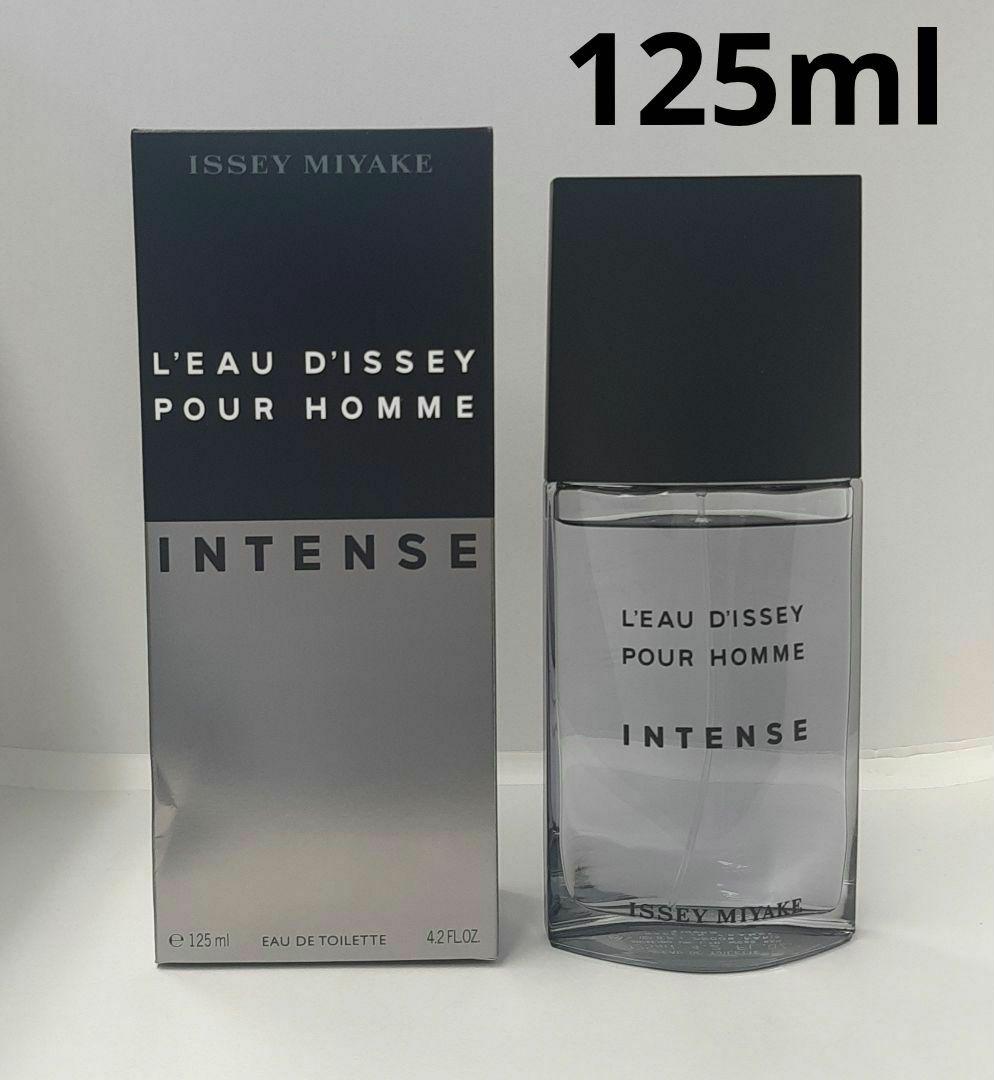 125ml
ISSEY MIYAKE
L'EAU D'ISSEY
POUR HOMME
INTENSE
℮ 125 ml EAU DE TOILETTE 4.2 FL.OZ.
L'EAU D'ISSEY
POUR HOMME
INTENSE
ISSEY MIYAKE